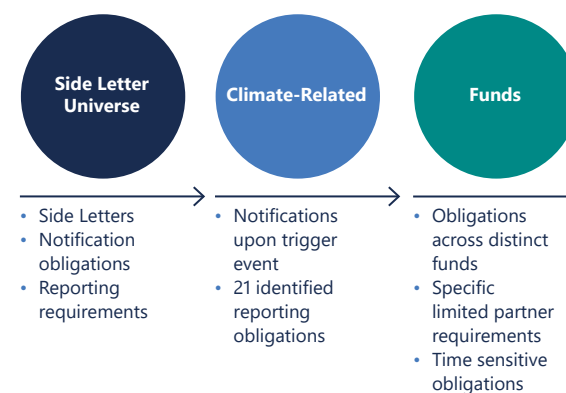 Side Letter
Universe
Climate-Related
Funds
• Side Letters
• Notification
obligations
• Reporting
requirements
• Notifications
upon trigger
event
• 21 identified
reporting
obligations
• Obligations
across distinct
funds
• Specific
limited partner
requirements
• Time sensitive
obligations